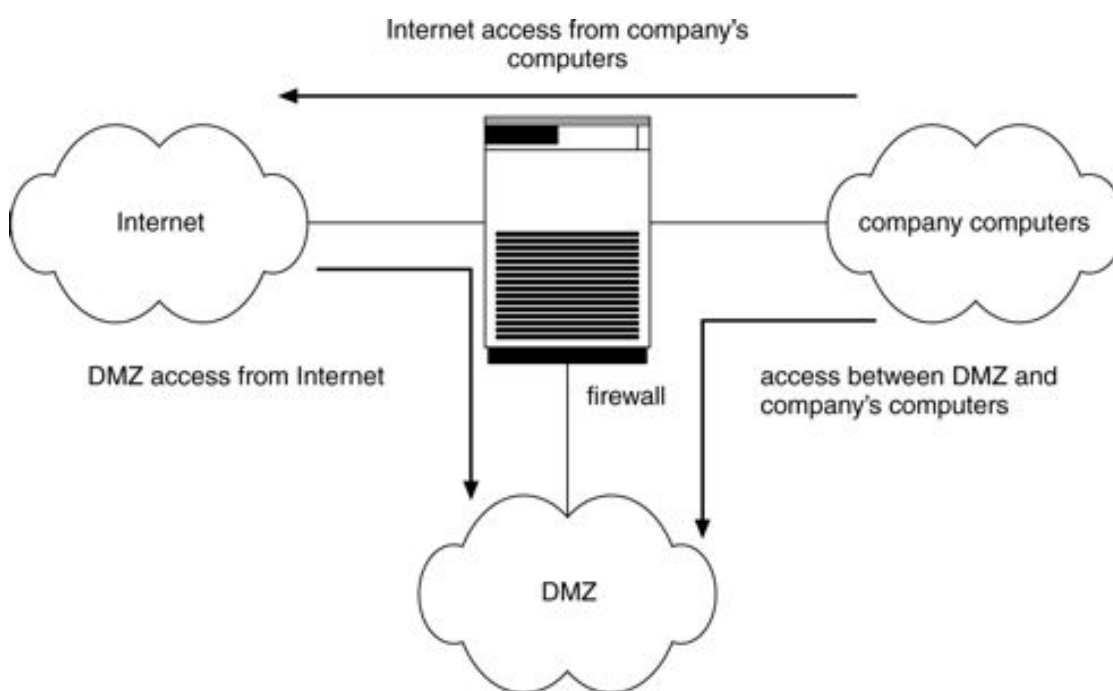 Internet access from company's
computers
Internet
company computers
DMZ access from Internet
firewall
access between DMZ and
company's computers
DMZ